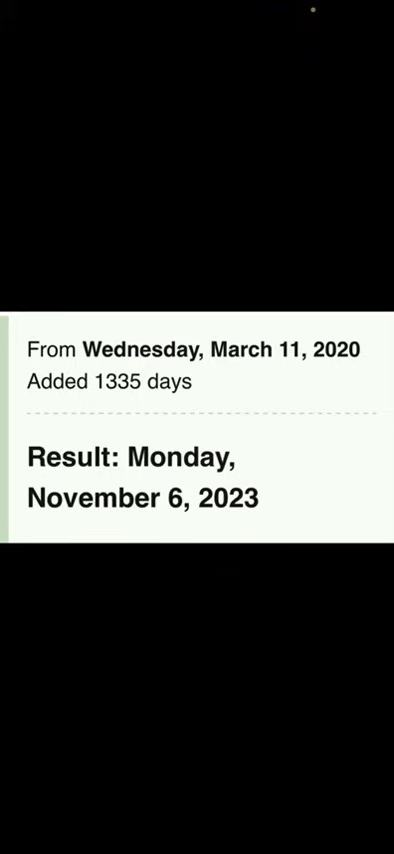 From Wednesday, March 11, 2020
Added 1335 days
Result: Monday,
November 6, 2023